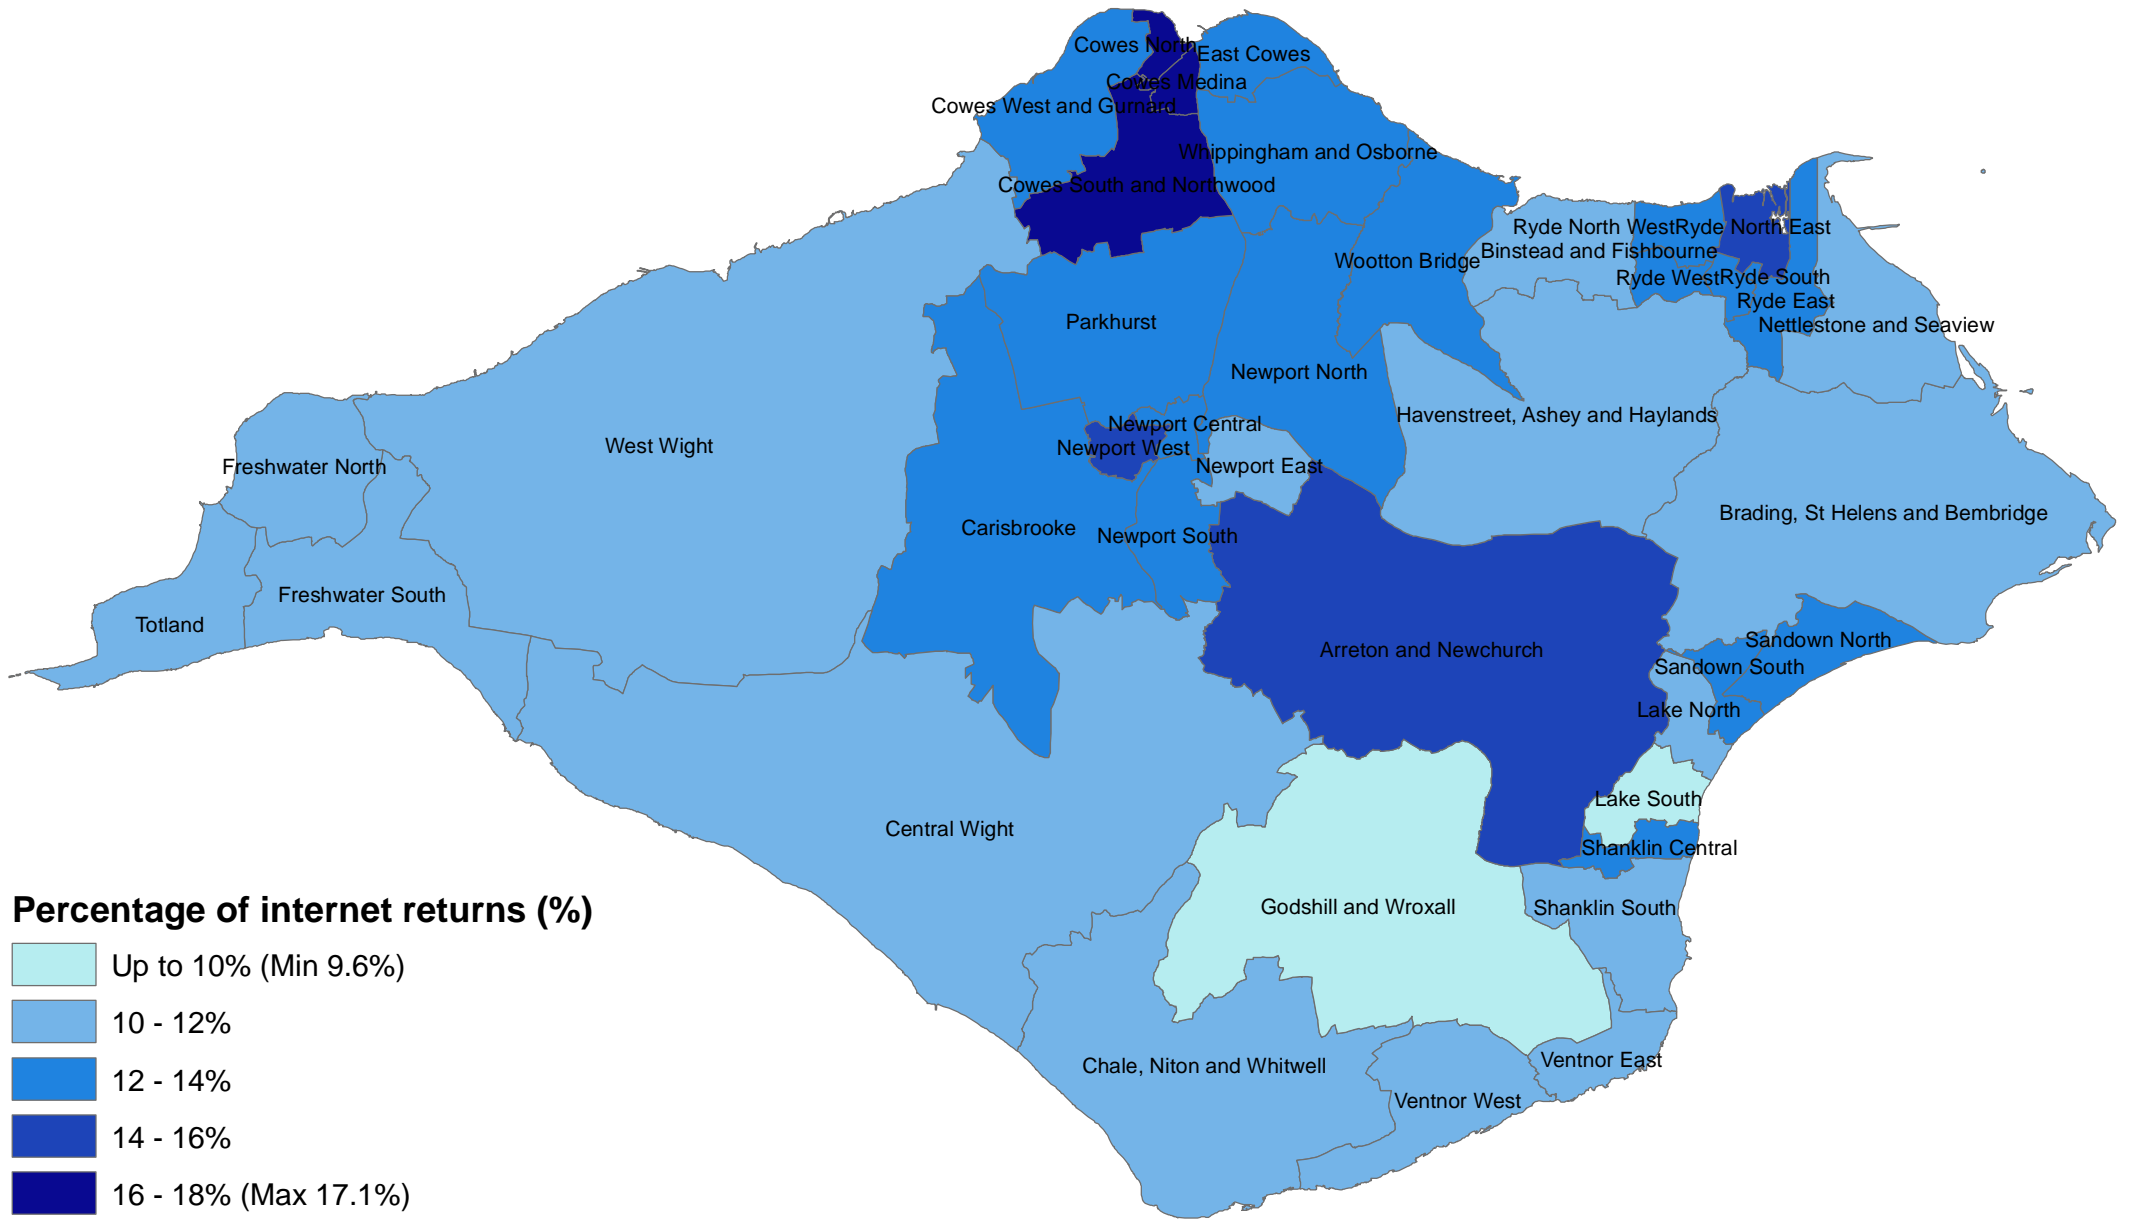 Cowes North
East Cowes
Cowes Medina
Cowes West and Gurnard
Whippingham and Osborne
Cowes South and Northwood
Ryde North West
Ryde North East
Binstead and Fishbourne
Wootton Bridge
Ryde West
Ryde South
Ryde East
Parkhurst
Nettlestone and Seaview
Newport North
Havenstreet, Ashey and Haylands
Newport Central
West Wight
Newport West
Freshwater North
Newport East
Brading, St Helens and Bembridge
Carisbrooke
Newport South
Freshwater South
Totland
Sandown North
Arreton and Newchurch
Sandown South
Lake North
Lake South
Central Wight
Shanklin Central
Godshill and Wroxall
Shanklin South
Chale, Niton and Whitwell
Ventnor East
Ventnor West
Percentage of internet returns (%)
Up to 10% (Min 9.6%)
10 - 12%
12 - 14%
14 - 16%
16 - 18% (Max 17.1%)